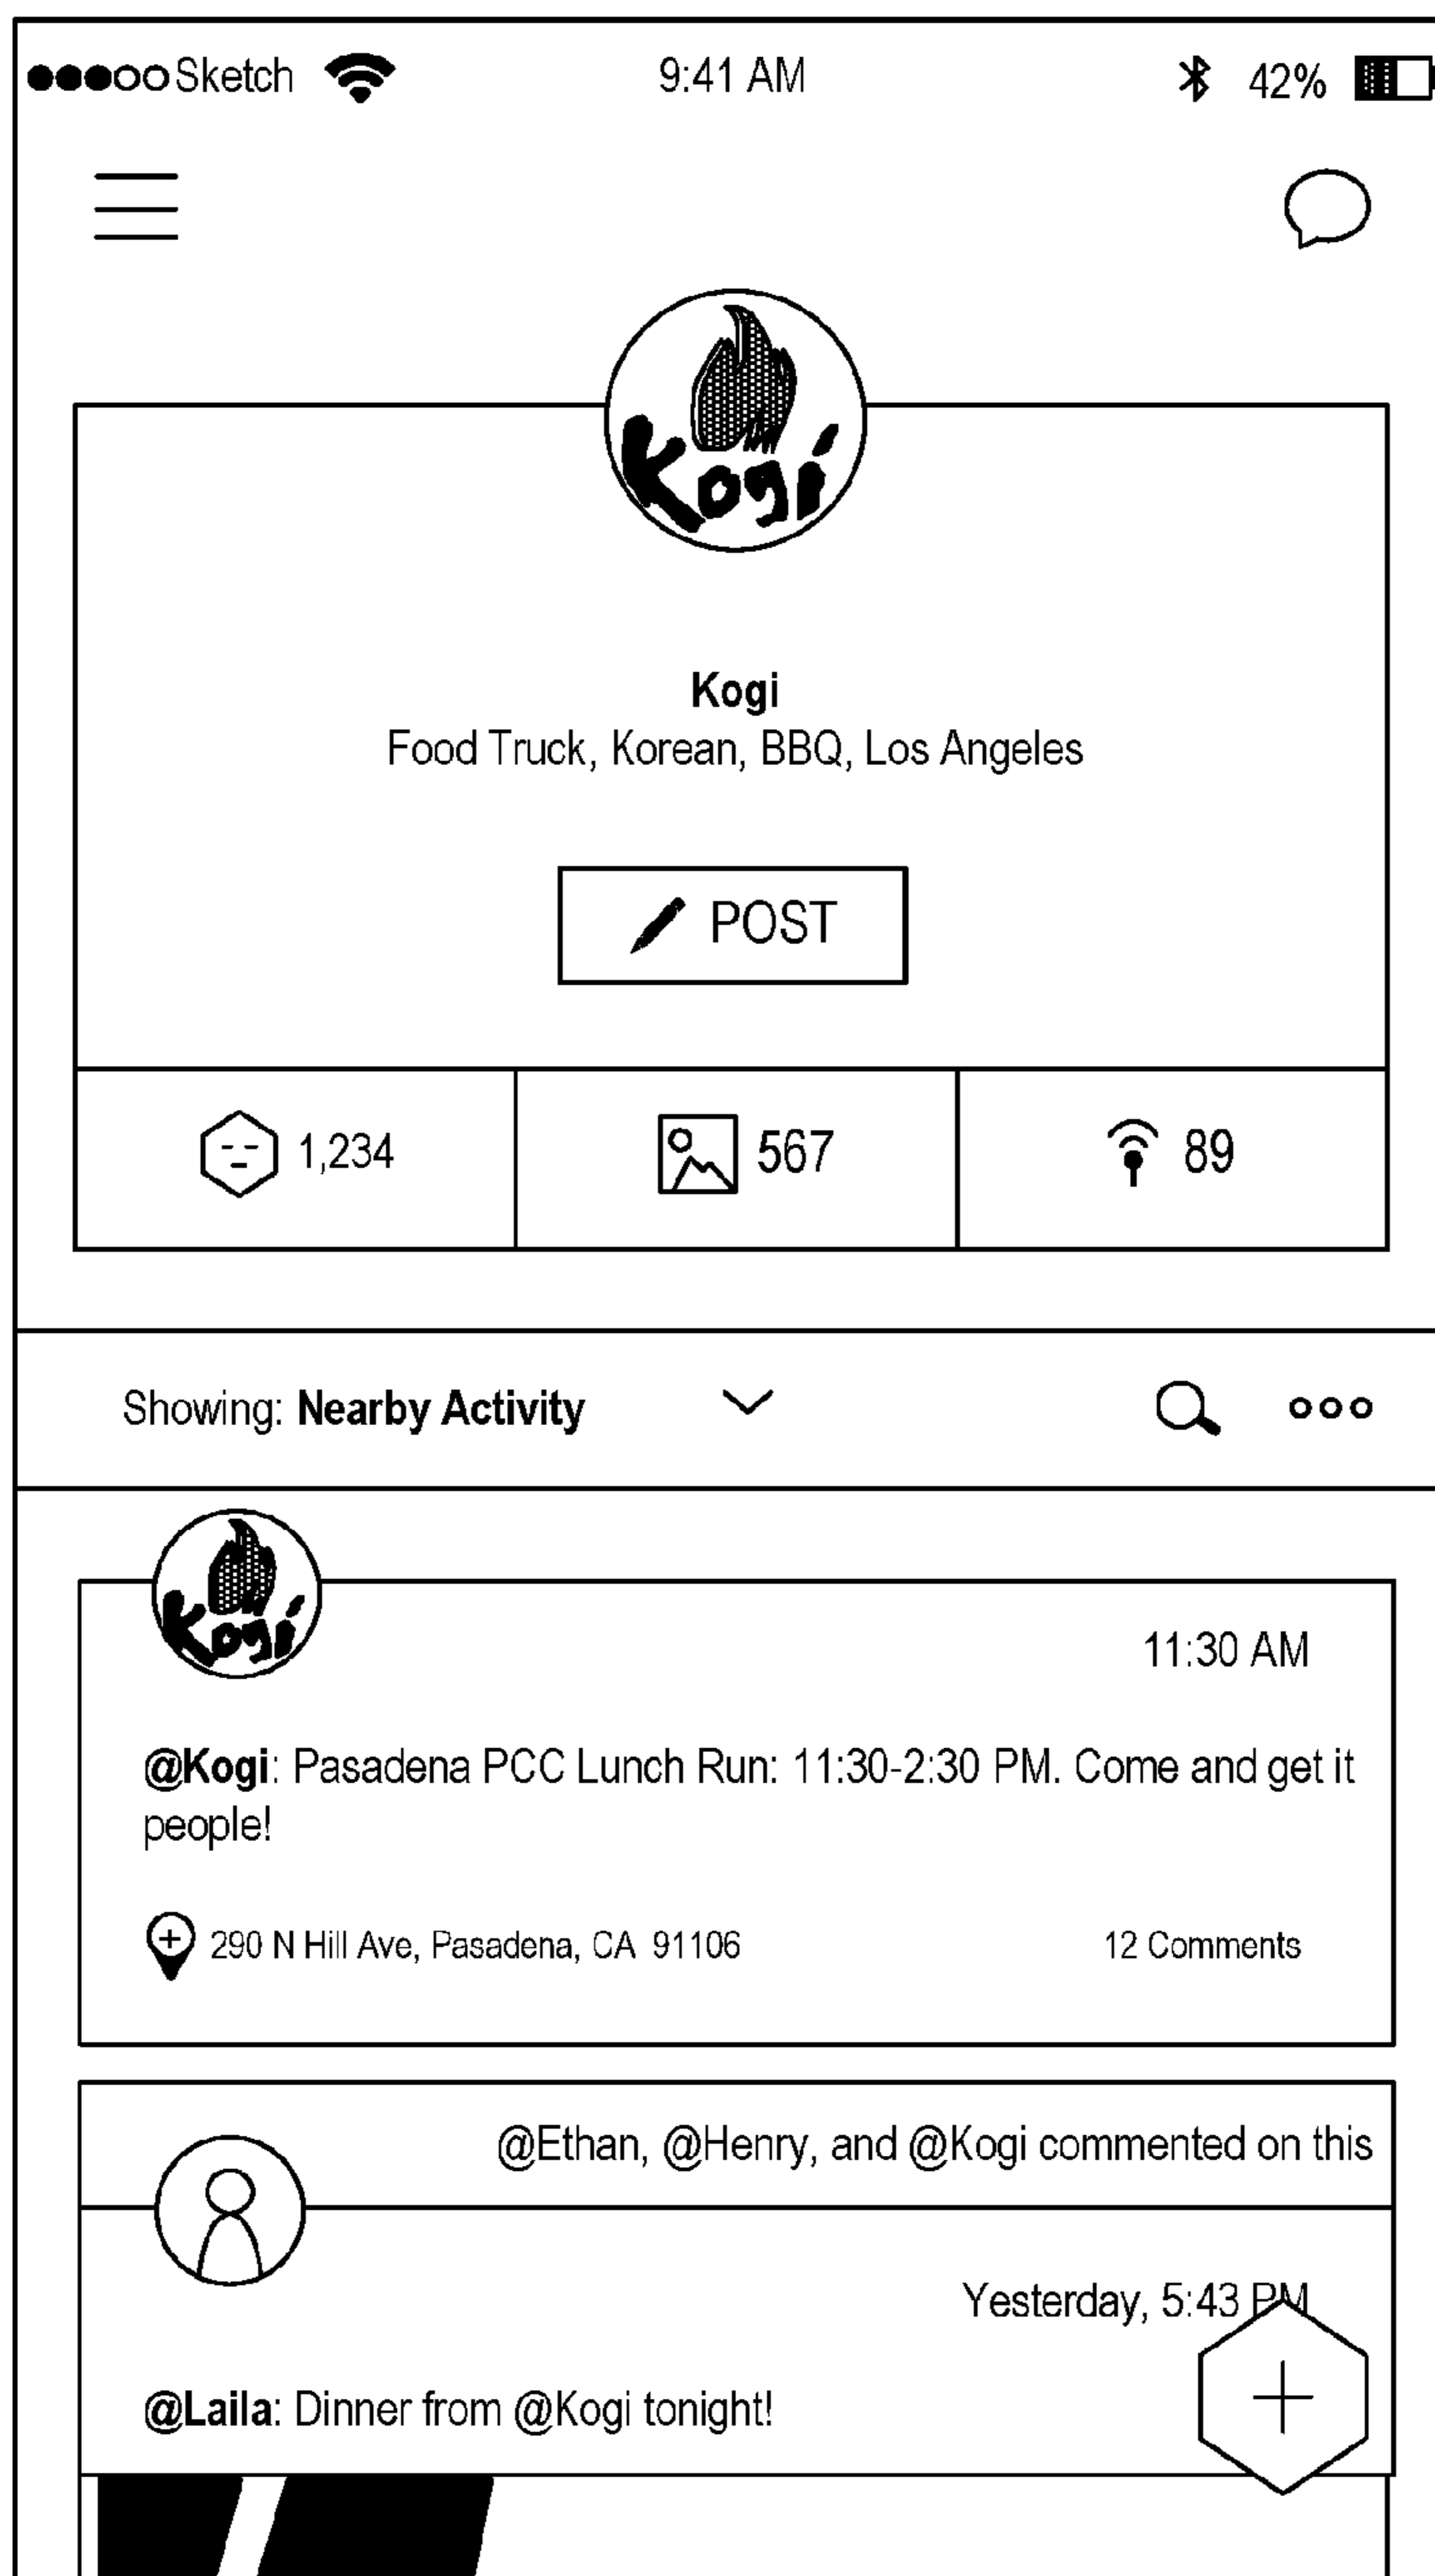 Sketch 9:41 AM 42%
Kogi
Kogi
Food Truck, Korean, BBQ, Los Angeles
POST
1,234 567 89
Showing: Nearby Activity
Kogi
11:30 AM
@Kogi: Pasadena PCC Lunch Run: 11:30-2:30 PM. Come and get it
people!
290 N Hill Ave, Pasadena, CA 91106 12 Comments
@Ethan, @Henry, and @Kogi commented on this
Yesterday, 5:43 PM
@Laila: Dinner from @Kogi tonight!